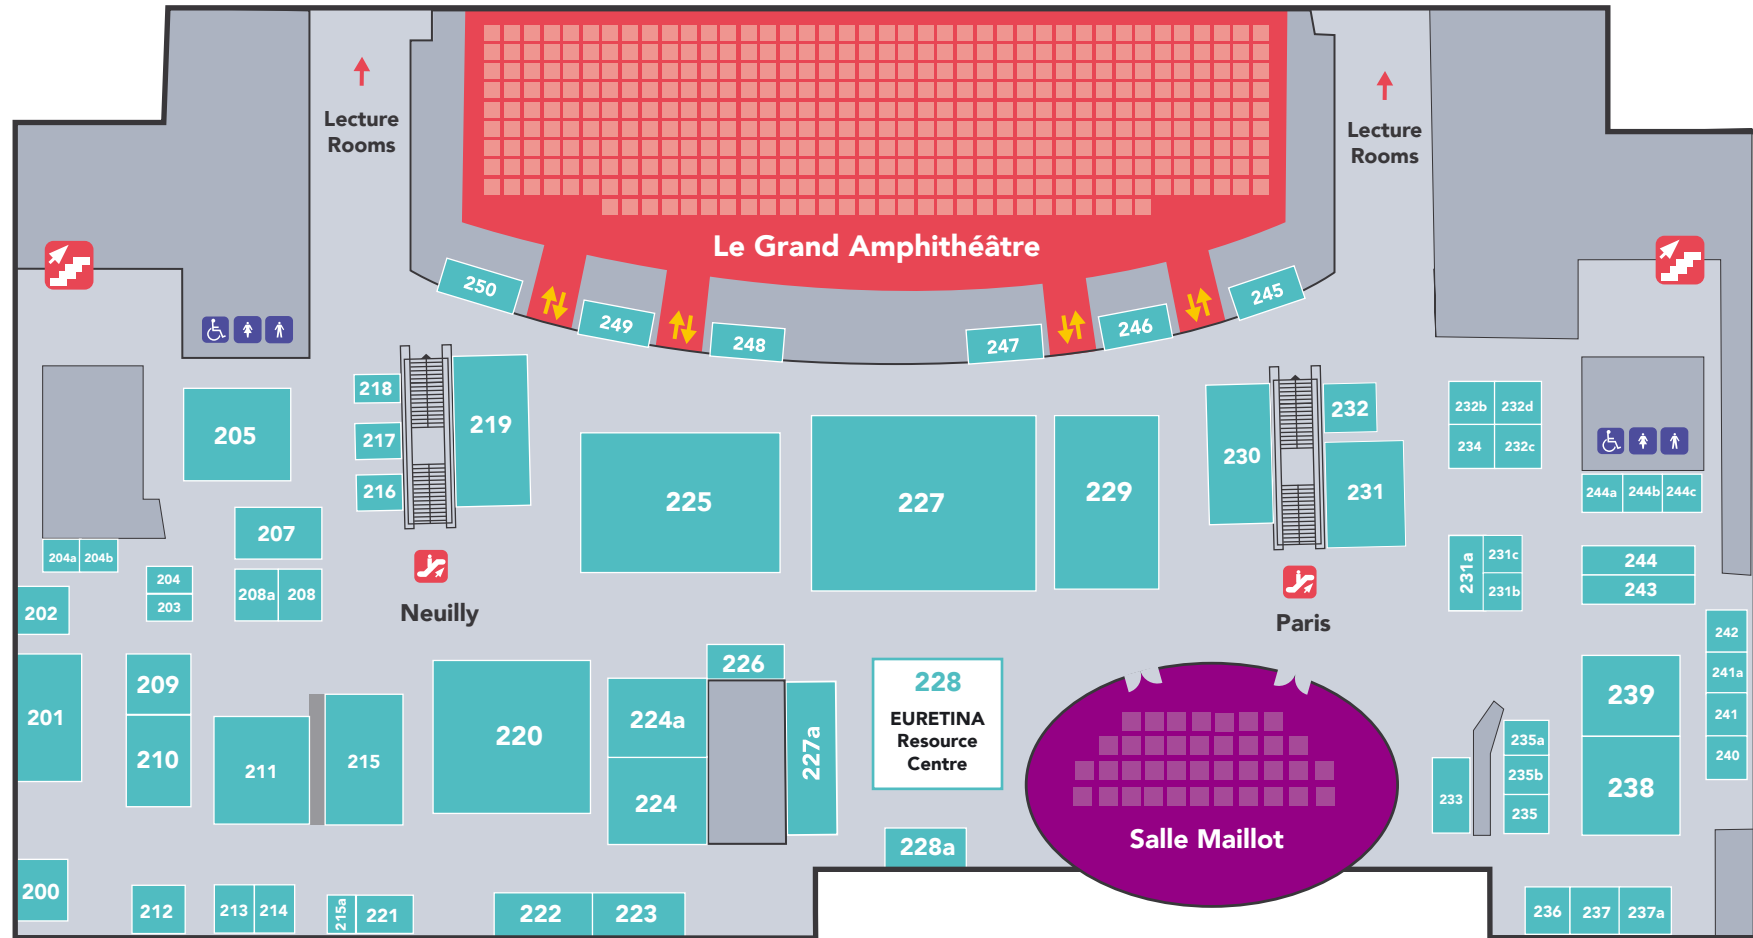 Lecture
Rooms
Lecture
Rooms
Le Grand Amphithéâtre
250
249
248
247
246
245
218
217
216
219
205
207
208a
208
204a
204b
204
203
202
Neuilly
225
227
229
230
232
231
Paris
232b
232d
234
232c
244a
244b
244c
231a
231c
231b
244
243
242
241a
241
240
201
209
210
211
215
220
224a
224
226
227a
228
EURETINA
Resource
Centre
228a
Salle Maillot
233
235a
235b
235
239
238
200
212
213
214
215a
221
222
223
236
237
237a